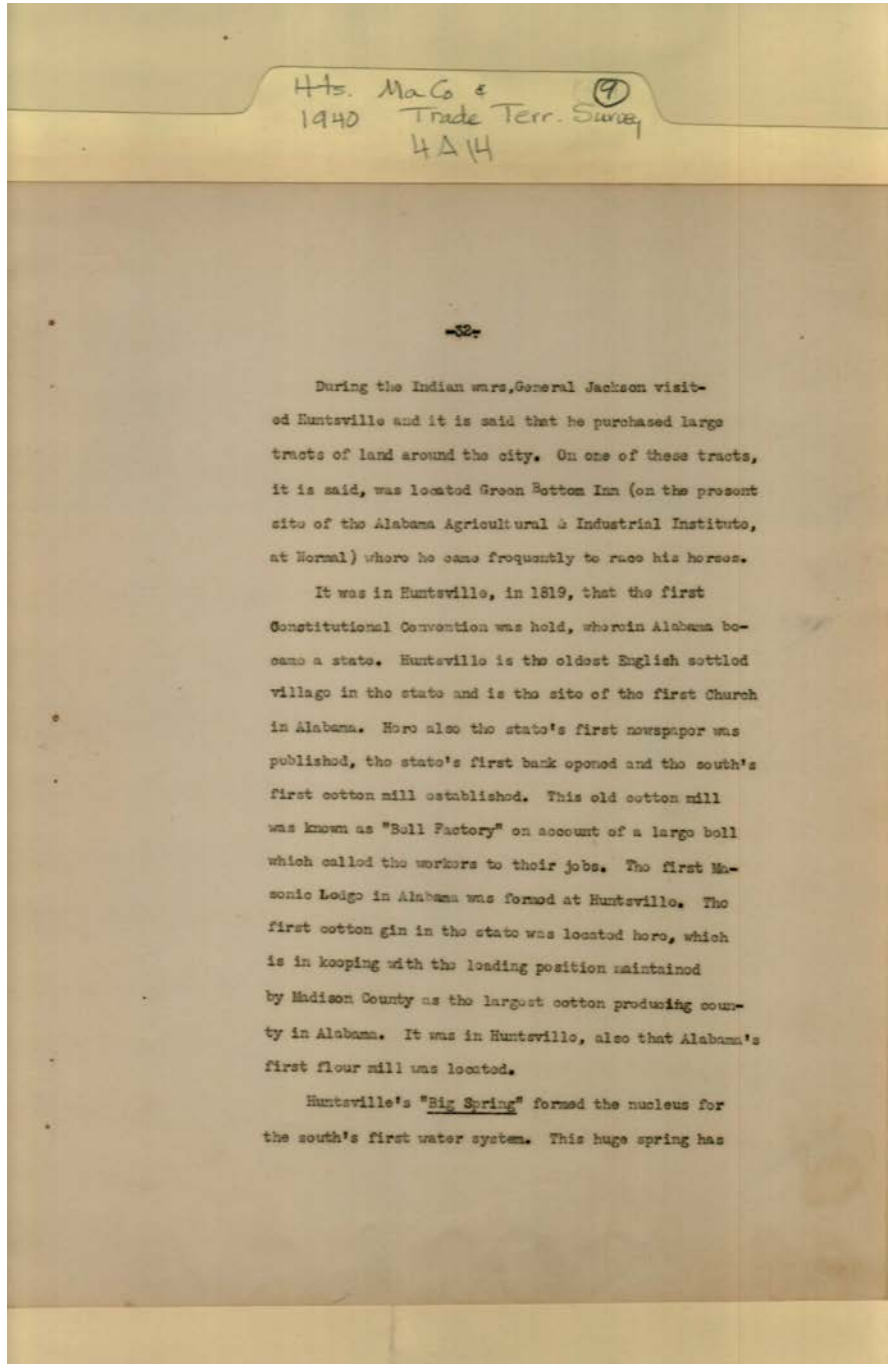 Hts. Ma Co & 9
1940 Trade Terr. Survey
4A14
-32-
During the Indian wars,General Jackson visit-
ed Huntsville and it is said that he purchased large
tracts of land around the city. On one of these tracts,
it is said, was located Green Bottom Inn (on the present
site of the Alabama Agricultural & Industrial Institute,
at Normal) where he came frequently to race his horses.
It was in Huntsville, in 1819, that the first
Constitutional Convention was held, wherein Alabama be-
came a state. Huntsville is the oldest English settled
village in the state and is the site of the first Church
in Alabama. Here also the state's first newspaper was
published, the state's first bank opened and the south's
first cotton mill established. This old cotton mill
was known as "Bell Factory" on account of a large bell
which called the workers to their jobs. The first Ma-
sonic Lodge in Alabama was formed at Huntsville. The
first cotton gin in the state was located here, which
is in keeping with the leading position maintained
by Madison County as the largest cotton producing coun-
ty in Alabama. It was in Huntsville, also that Alabama's
first flour mill was located.
Huntsville's "Big Spring" formed the nucleus for
the south's first water system. This huge spring has